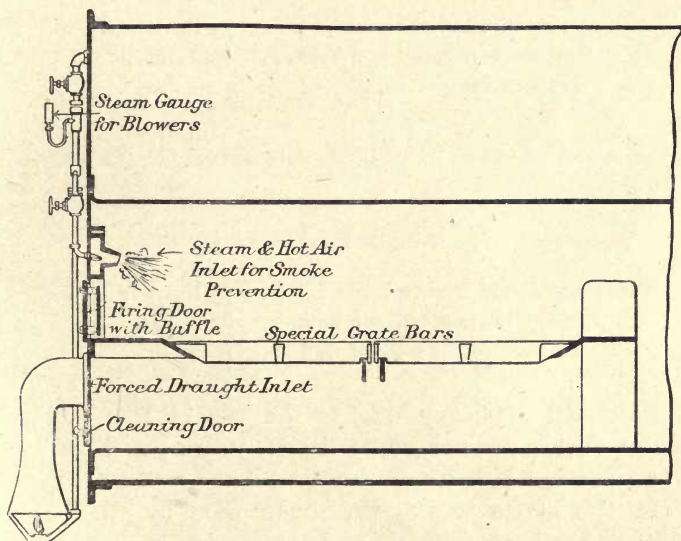 Steam Gauge
for Blowers
Steam & Hot Air
Inlet for Smoke
Prevention
Firing Door
with Baffle
Special Grate Bars
Forced Draught Inlet
Cleaning Door